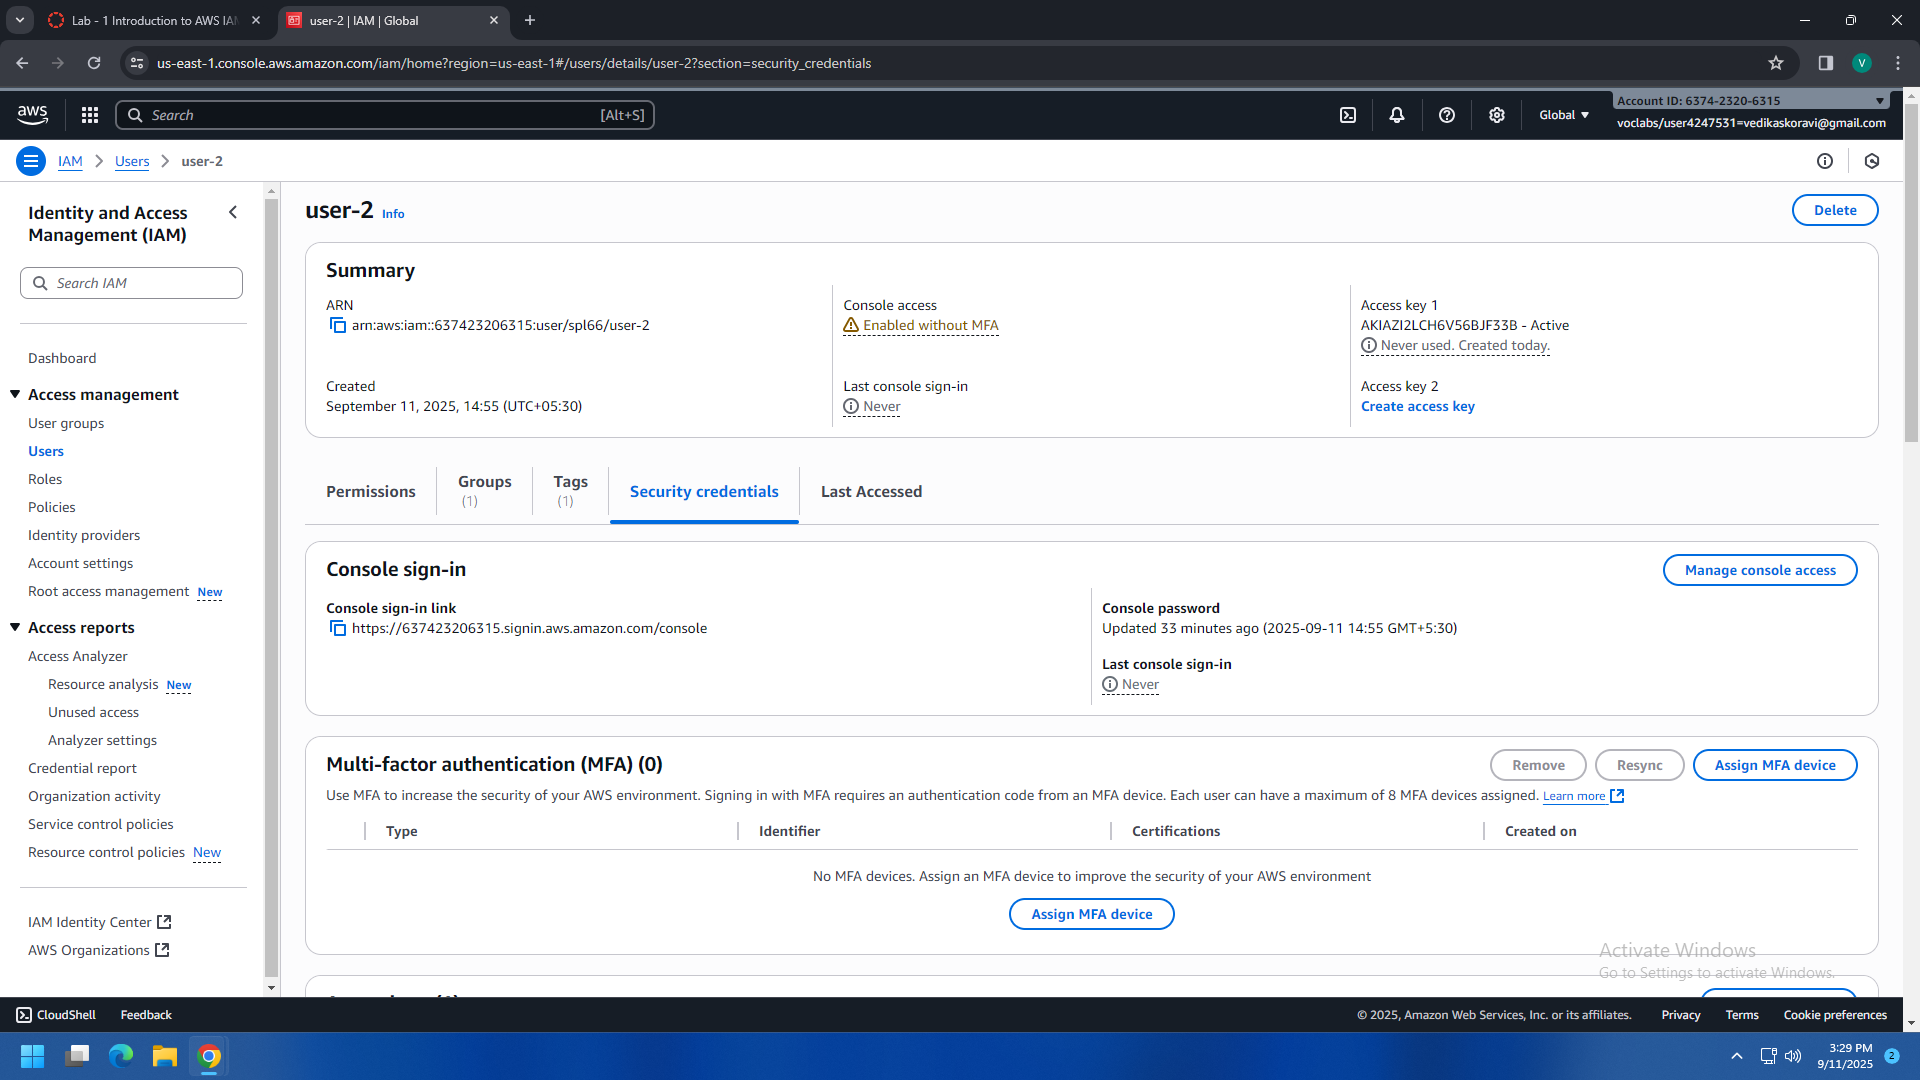 Lab - 1 Introduction to AWS IAM
user-2 | IAM | Global
us-east-1.console.aws.amazon.com/iam/home?region=us-east-1#/users/details/user-2?section=security_credentials
V
aws
Search
[Alt+S]
Global
Account ID: 6374-2320-6315
voclabs/user4247531=vedikaskoravi@gmail.com
IAM
Users
user-2
Identity and Access
Management (IAM)
Search IAM
Dashboard
Access management
User groups
Users
Roles
Policies
Identity providers
Account settings
Root access management New
Access reports
Access Analyzer
Resource analysis New
Unused access
Analyzer settings
Credential report
Organization activity
Service control policies
Resource control policies New
IAM Identity Center
AWS Organizations
user-2 Info
Delete
Summary
ARN
arn:aws:iam::637423206315:user/spl66/user-2
Created
September 11, 2025, 14:55 (UTC+05:30)
Console access
Enabled without MFA
Last console sign-in
Never
Access key 1
AKIAZI2LCH6V56BJF33B - Active
Never used. Created today.
Access key 2
Create access key
Permissions
Groups
(1)
Tags
(1)
Security credentials
Last Accessed
Console sign-in
Manage console access
Console sign-in link
https://637423206315.signin.aws.amazon.com/console
Console password
Updated 33 minutes ago (2025-09-11 14:55 GMT+5:30)
Last console sign-in
Never
Multi-factor authentication (MFA) (0)
Remove
Resync
Assign MFA device
Use MFA to increase the security of your AWS environment. Signing in with MFA requires an authentication code from an MFA device. Each user can have a maximum of 8 MFA devices assigned. Learn more
Type
Identifier
Certifications
Created on
No MFA devices. Assign an MFA device to improve the security of your AWS environment
Assign MFA device
Activate Windows
Go to Settings to activate Windows.
CloudShell
Feedback
© 2025, Amazon Web Services, Inc. or its affiliates.
Privacy
Terms
Cookie preferences
3:29 PM
9/11/2025
2